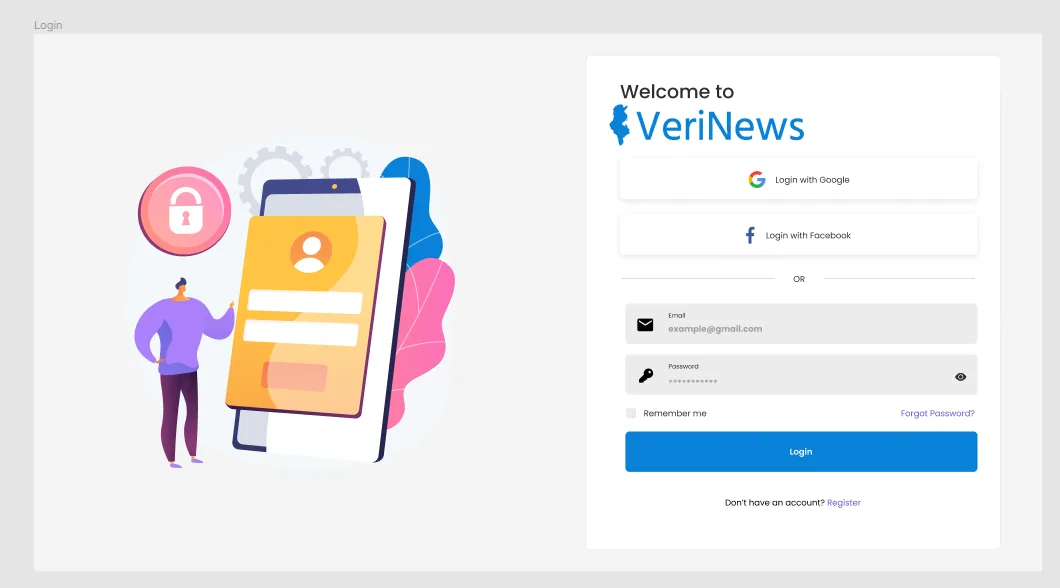 Login
Welcome to
VeriNews
Login with Google
Login with Facebook
OR
Email
example@gmail.com
Password
***********
Remember me
Forgot Password?
Login
Don't have an account? Register